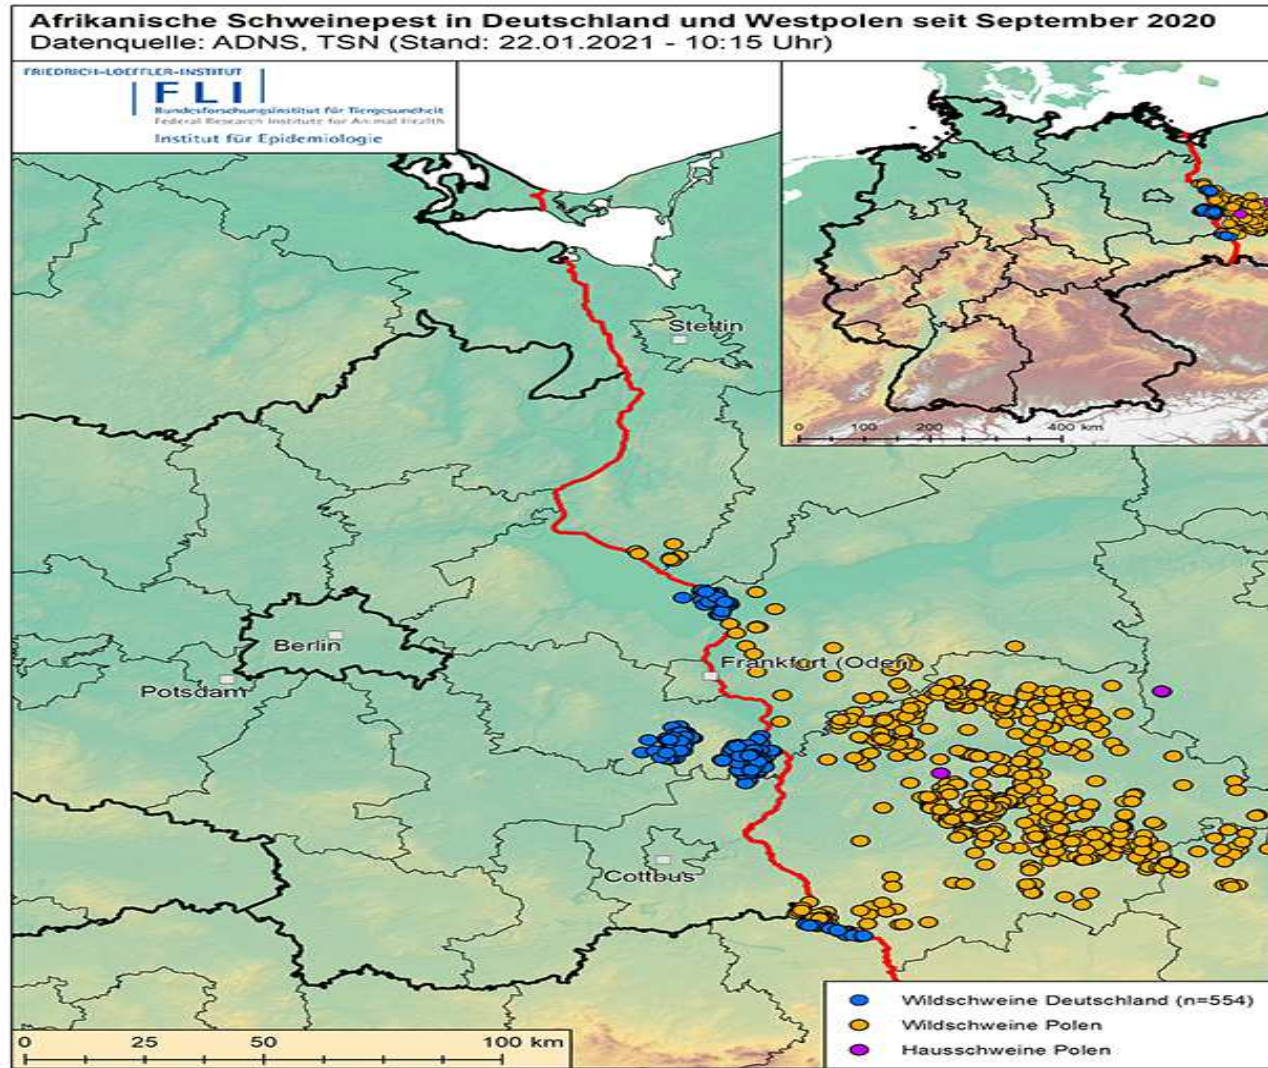 Afrikanische Schweinepest in Deutschland und Westpolen seit September 2020
Datenquelle: ADNS, TSN (Stand: 22.01.2021 - 10:15 Uhr)
FRIEDRICH-LOEFFLER-INSTITUT
FLI
Bundesforschungsinstitut für Tiergesundheit
Federal Research Institute for Animal Health
Institut für Epidemiologie
0 100 200 400 km
Stettin
Berlin
Frankfurt (Oder)
Potsdam
Cottbus
Wildschweine Deutschland (n=554)
Wildschweine Polen
Hausschweine Polen
0 25 50 100 km